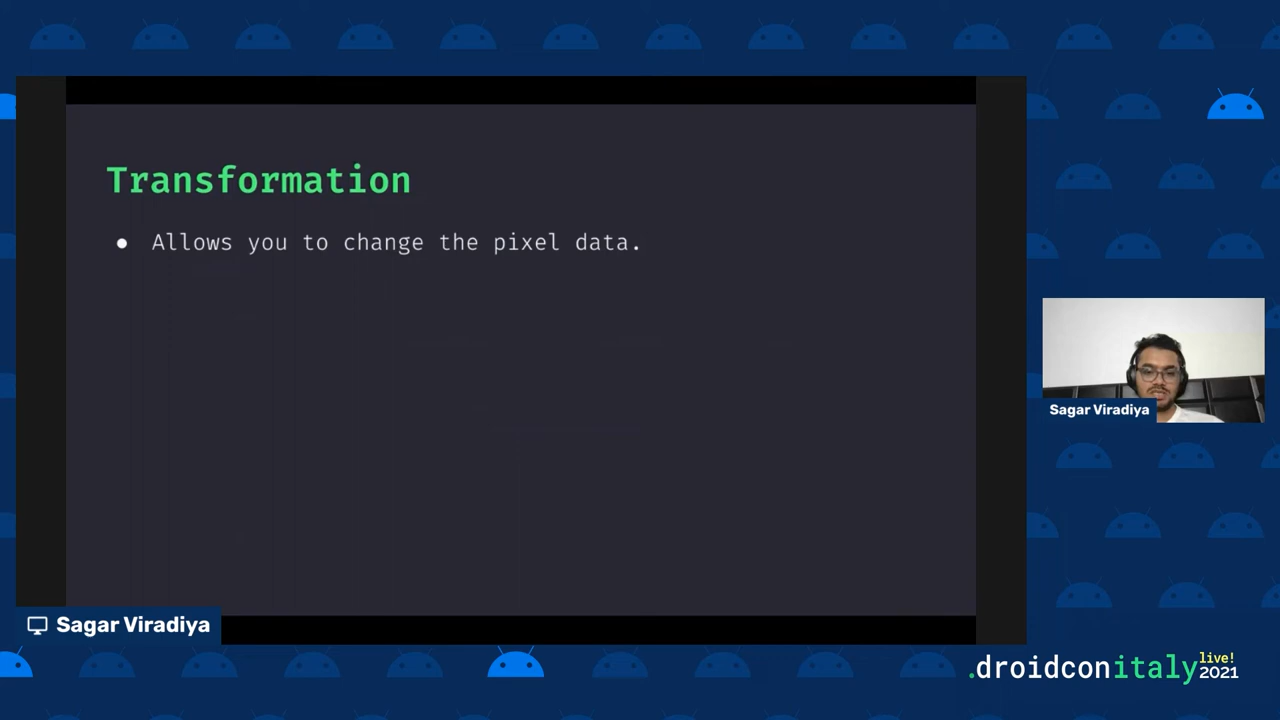 Transformation
● Allows you to change the pixel data.
Sagar Viradiya
Sagar Viradiya
.droidconitaly live! 2021